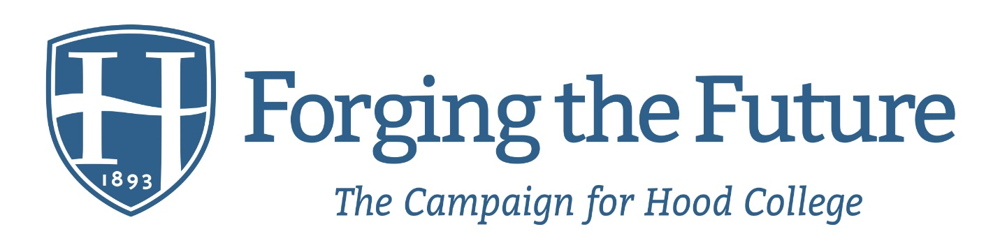 H
1893
Forging the Future
The Campaign for Hood College